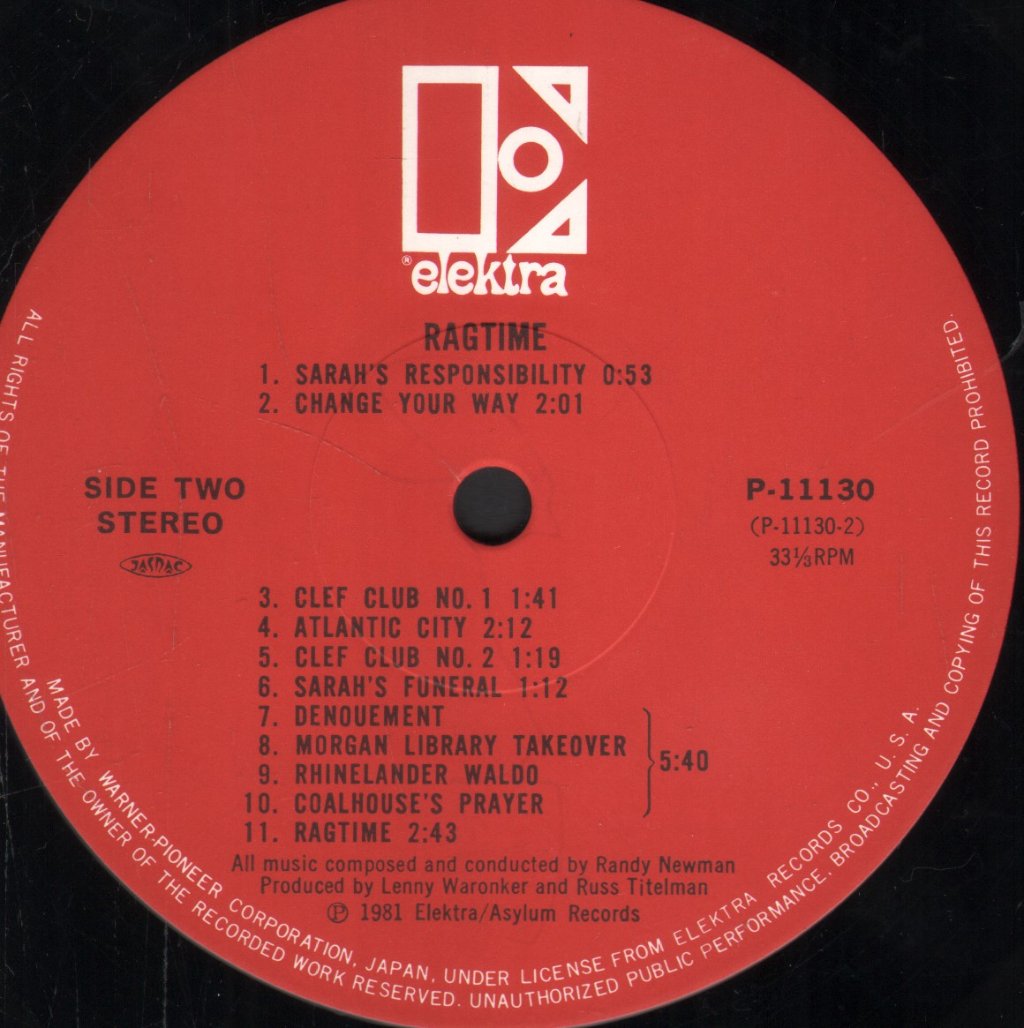 ® elektra
RAGTIME
1. SARAH'S RESPONSIBILITY 0:53
2. CHANGE YOUR WAY 2:01
SIDE TWO
STEREO
JASRAC
P-11130
(P-11130-2)
33⅓ RPM
3. CLEF CLUB NO. 1 1:41
4. ATLANTIC CITY 2:12
5. CLEF CLUB NO. 2 1:19
6. SARAH'S FUNERAL 1:12
7. DENOUEMENT
8. MORGAN LIBRARY TAKEOVER
9. RHINELANDER WALDO
10. COALHOUSE'S PRAYER
5:40
11. RAGTIME 2:43
All music composed and conducted by Randy Newman
Produced by Lenny Waronker and Russ Titelman
℗ 1981 Elektra/Asylum Records
MADE BY WARNER-PIONEER CORPORATION, JAPAN, UNDER LICENSE FROM ELEKTRA RECORDS CO., U. S. A.
ALL RIGHTS OF THE MANUFACTURER AND OF THE OWNER OF THE RECORDED WORK RESERVED. UNAUTHORIZED PUBLIC PERFORMANCE, BROADCASTING AND COPYING OF THIS RECORD PROHIBITED.